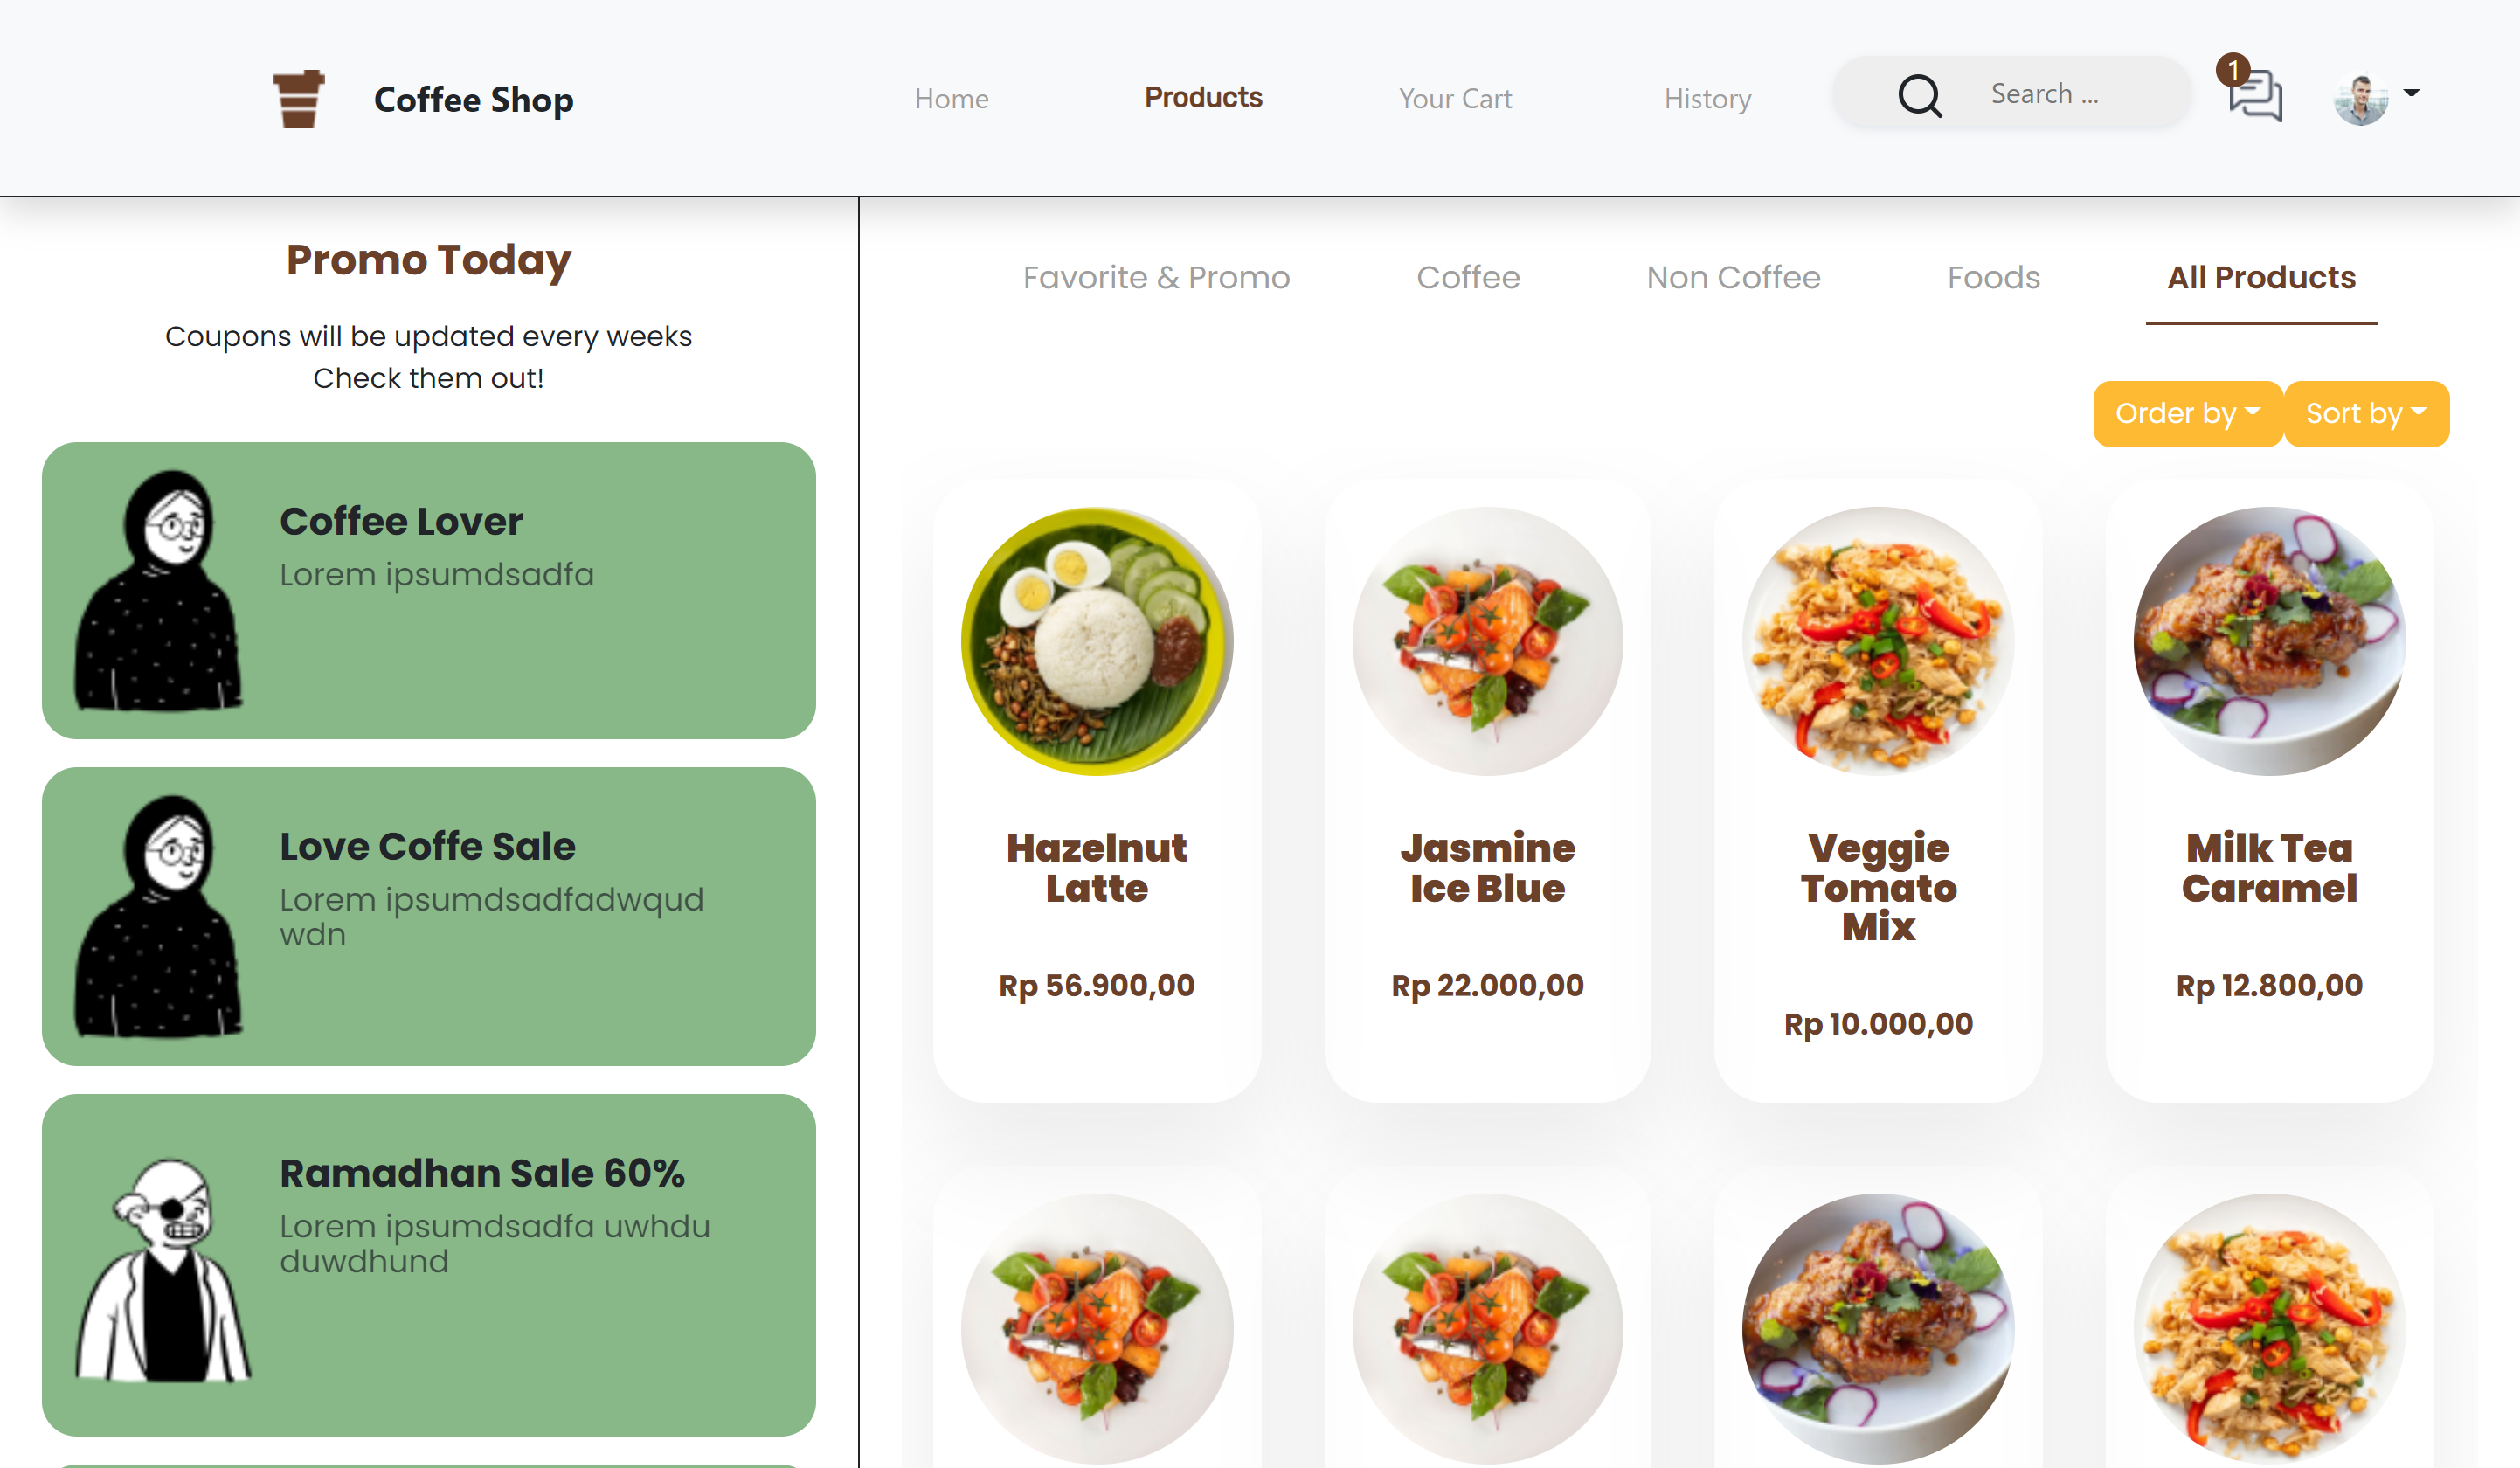 Coffee Shop
Home
Products
Your Cart
History
Search ...
1
Promo Today
Coupons will be updated every weeks
Check them out!
Coffee Lover
Lorem ipsumdsadfa
Love Coffe Sale
Lorem ipsumdsadfadwqud
wdn
Ramadhan Sale 60%
Lorem ipsumdsadfa uwhdu
duwdhund
Favorite & Promo
Coffee
Non Coffee
Foods
All Products
Order by
Sort by
Hazelnut
Latte
Rp 56.900,00
Jasmine
Ice Blue
Rp 22.000,00
Veggie
Tomato
Mix
Rp 10.000,00
Milk Tea
Caramel
Rp 12.800,00